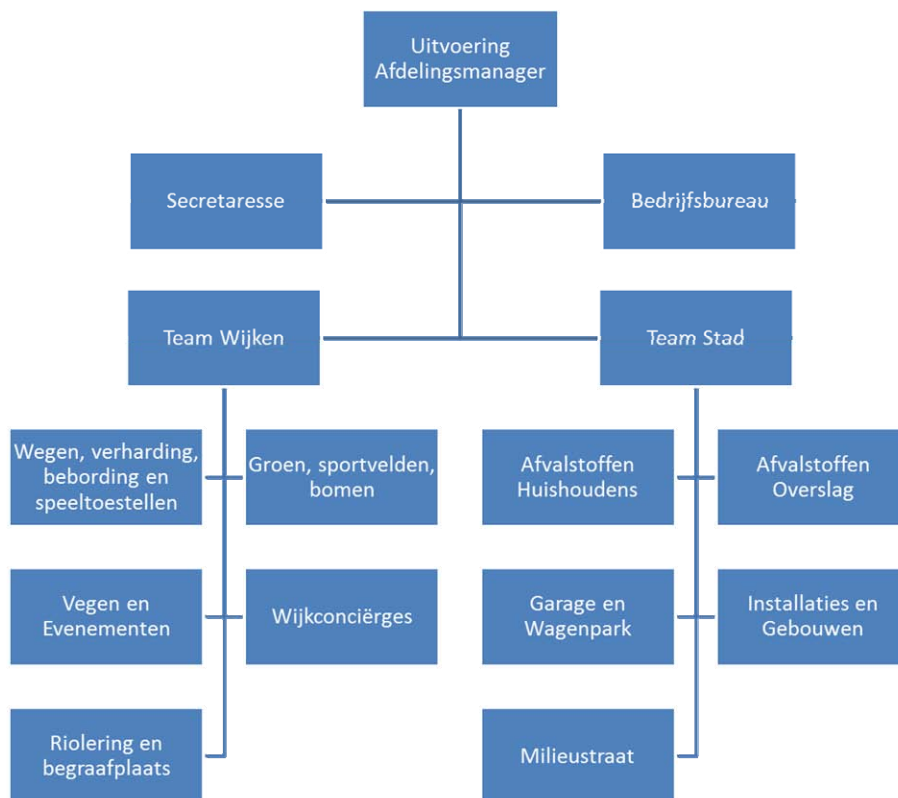 Uitvoering
Afdelingsmanager
Secretaresse
Bedrijfsbureau
Team Wijken
Team Stad
Wegen, verharding,
bebording en
speeltoestellen
Groen, sportvelden,
bomen
Afvalstoffen
Huishoudens
Afvalstoffen
Overslag
Vegen en
Evenementen
Wijkconciërges
Garage en
Wagenpark
Installaties en
Gebouwen
Riolering en
begraafplaats
Milieustraat